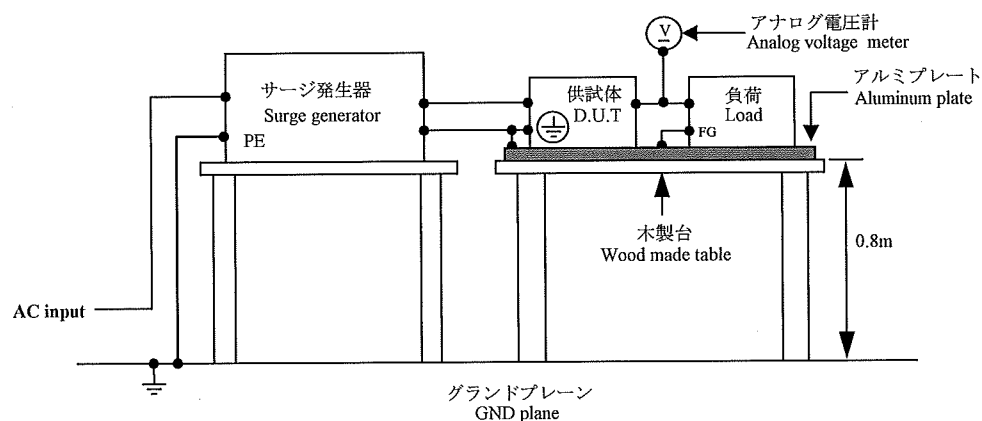 アナログ電圧計
Analog voltage meter
V
サージ発生器
Surge generator
PE
供試体
D.U.T
負荷
Load
FG
アルミプレート
Aluminum plate
木製台
Wood made table
0.8m
AC input
グランドプレーン
GND plane